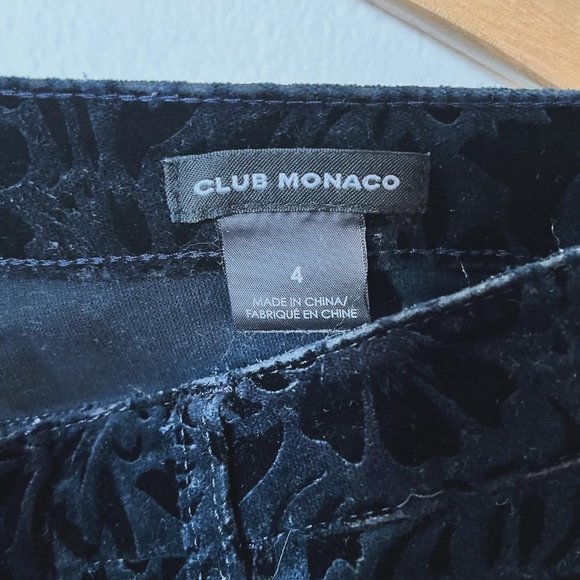 CLUB MONACO
4
MADE IN CHINA/
FABRIQUÉ EN CHINE